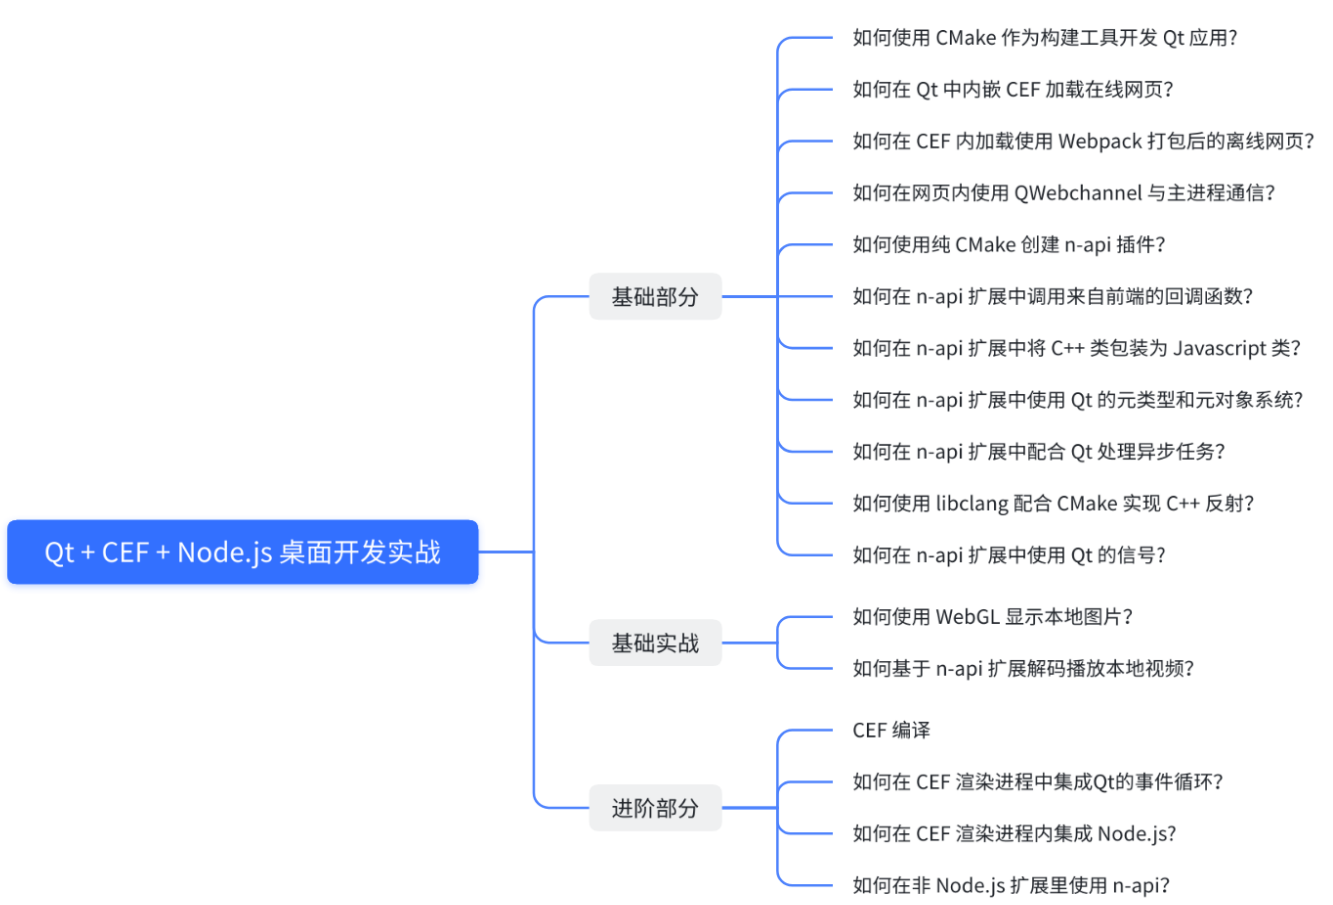 Qt + CEF + Node.js 桌面开发实战
基础部分
如何使用 CMake 作为构建工具开发 Qt 应用?
如何在 Qt 中内嵌 CEF 加载在线网页?
如何在 CEF 内加载使用 Webpack 打包后的离线网页?
如何在网页内使用 QWebchannel 与主进程通信?
如何使用纯 CMake 创建 n-api 插件?
如何在 n-api 扩展中调用来自前端的回调函数?
如何在 n-api 扩展中将 C++ 类包装为 Javascript 类?
如何在 n-api 扩展中使用 Qt 的元类型和元对象系统?
如何在 n-api 扩展中配合 Qt 处理异步任务?
如何使用 libclang 配合 CMake 实现 C++ 反射?
如何在 n-api 扩展中使用 Qt 的信号?
基础实战
如何使用 WebGL 显示本地图片?
如何基于 n-api 扩展解码播放本地视频?
进阶部分
CEF 编译
如何在 CEF 渲染进程中集成Qt的事件循环?
如何在 CEF 渲染进程内集成 Node.js?
如何在非 Node.js 扩展里使用 n-api?